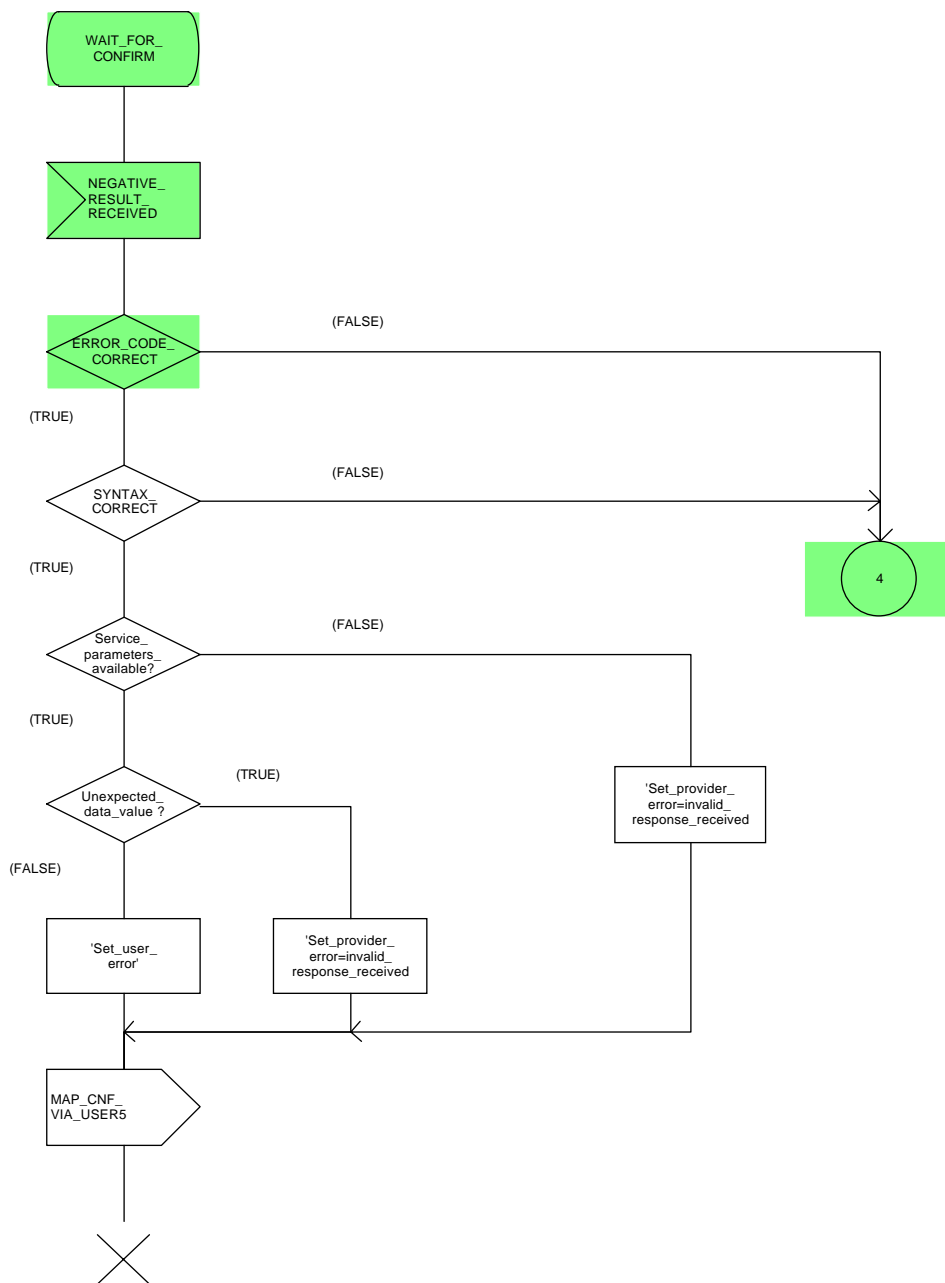 WAIT_FOR_
CONFIRM
NEGATIVE_
RESULT_
RECEIVED
(FALSE)
ERROR_CODE_
CORRECT
(TRUE)
(FALSE)
SYNTAX_
CORRECT
(TRUE)
4
(FALSE)
Service_
parameters_
available?
(TRUE)
(TRUE)
Unexpected_
data_value ?
'Set_provider_
error=invalid_
response_received
(FALSE)
'Set_user_
error'
'Set_provider_
error=invalid_
response_received
MAP_CNF_
VIA_USER5